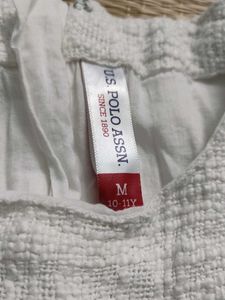 U.S. POLO ASSN.
SINCE 1890
M
10-11Y